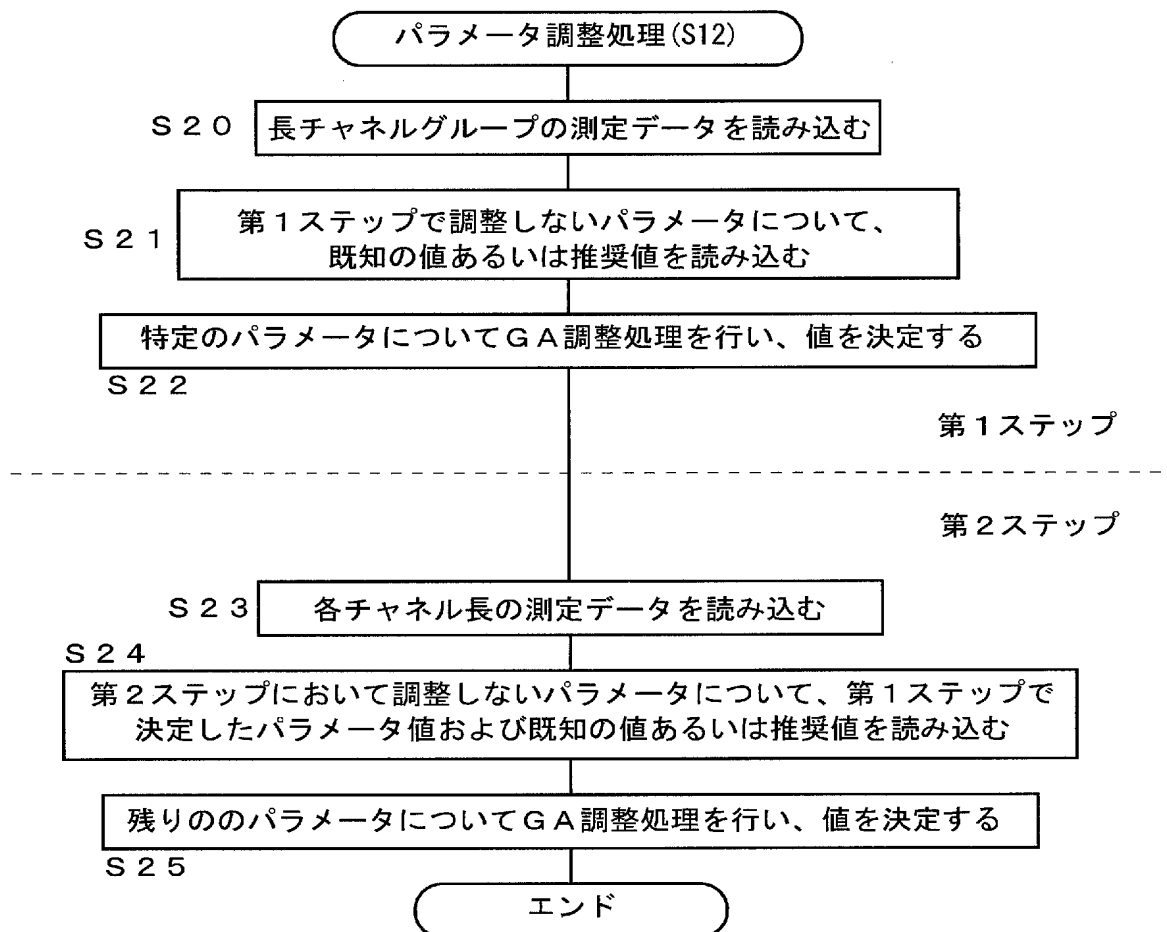 パラメータ調整処理(S12)
S20
長チャネルグループの測定データを読み込む
S21
第1ステップで調整しないパラメータについて、
既知の値あるいは推奨値を読み込む
特定のパラメータについてGA調整処理を行い、値を決定する
S22
第1ステップ
第2ステップ
S23
各チャネル長の測定データを読み込む
S24
第2ステップにおいて調整しないパラメータについて、第1ステップで
決定したパラメータ値および既知の値あるいは推奨値を読み込む
残りののパラメータについてGA調整処理を行い、値を決定する
S25
エンド